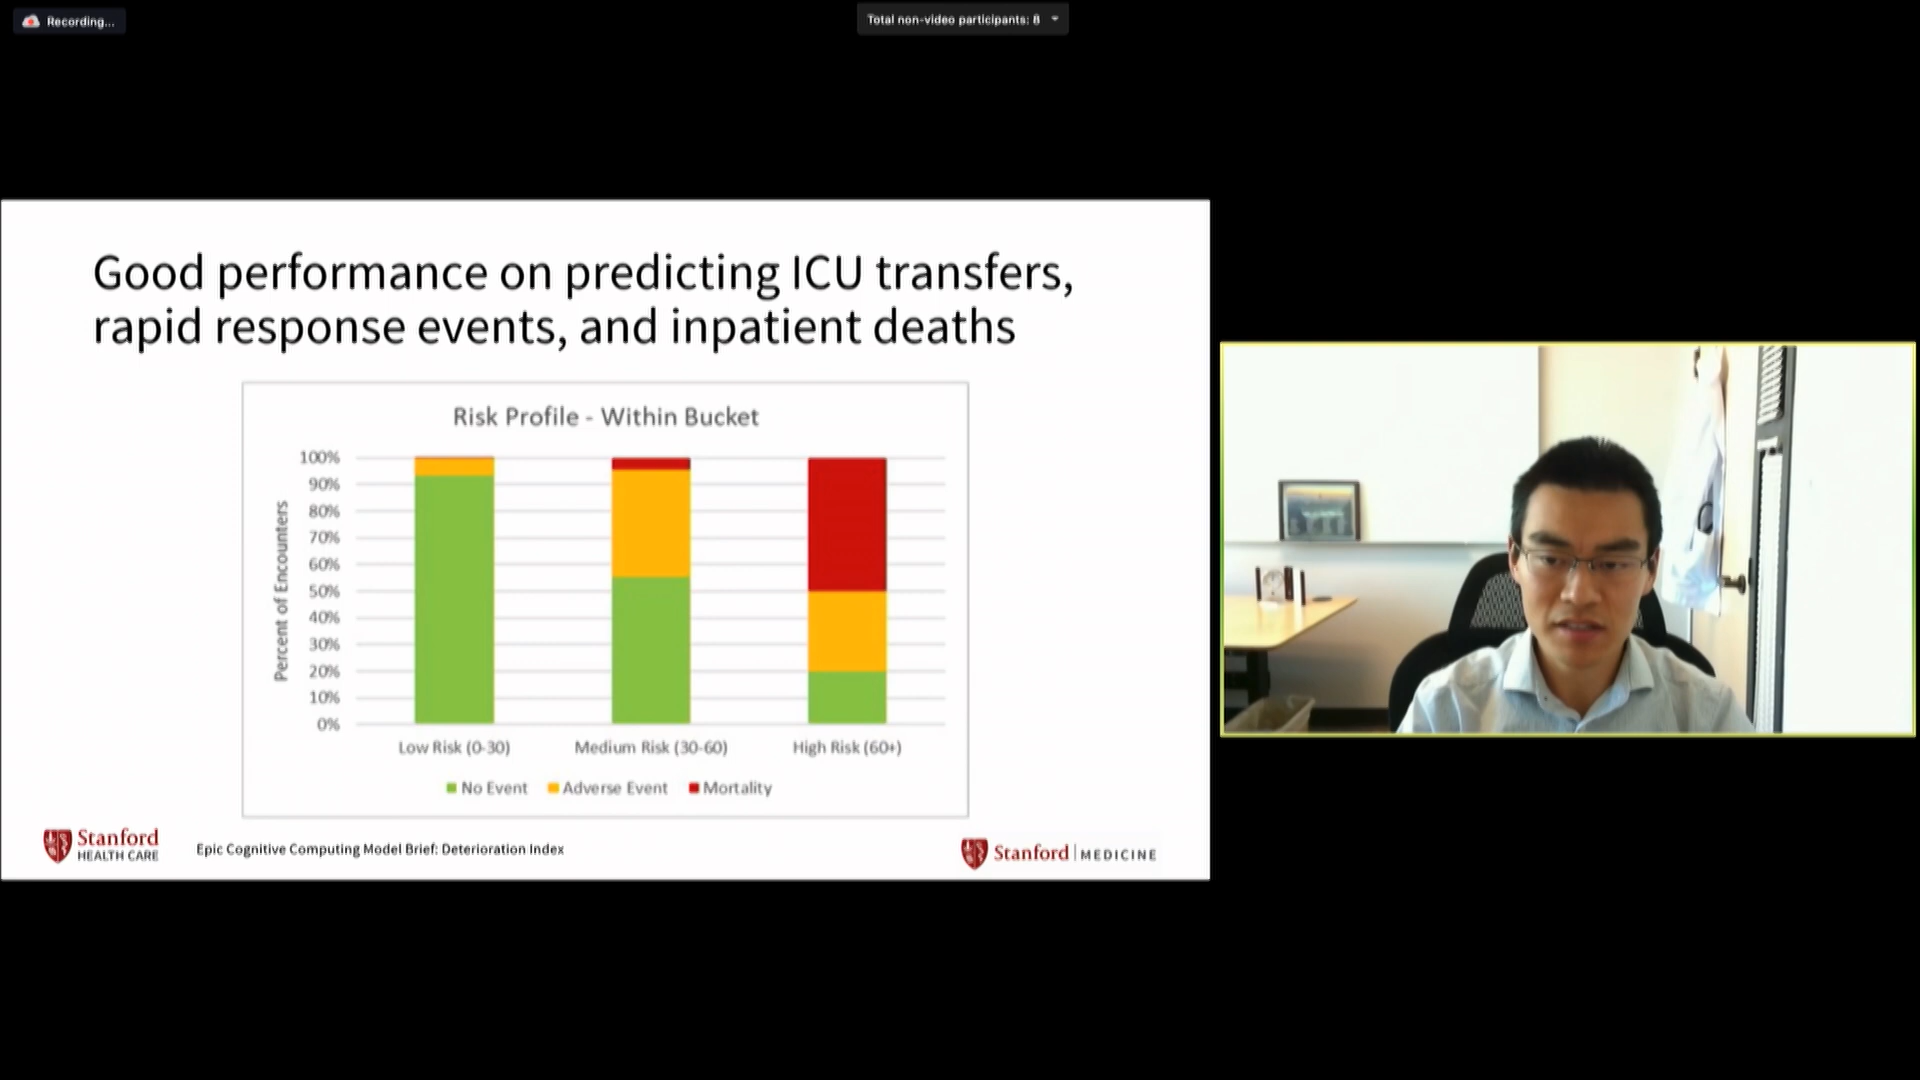 Recording...
Total non-video participants: 8
Good performance on predicting ICU transfers,
rapid response events, and inpatient deaths
Risk Profile - Within Bucket
100%
90%
80%
70%
60%
50%
40%
30%
20%
10%
0%
Percent of Encounters
Low Risk (0-30)
Medium Risk (30-60)
High Risk (60+)
No Event
Adverse Event
Mortality
Stanford
HEALTH CARE
Epic Cognitive Computing Model Brief: Deterioration Index
Stanford | MEDICINE